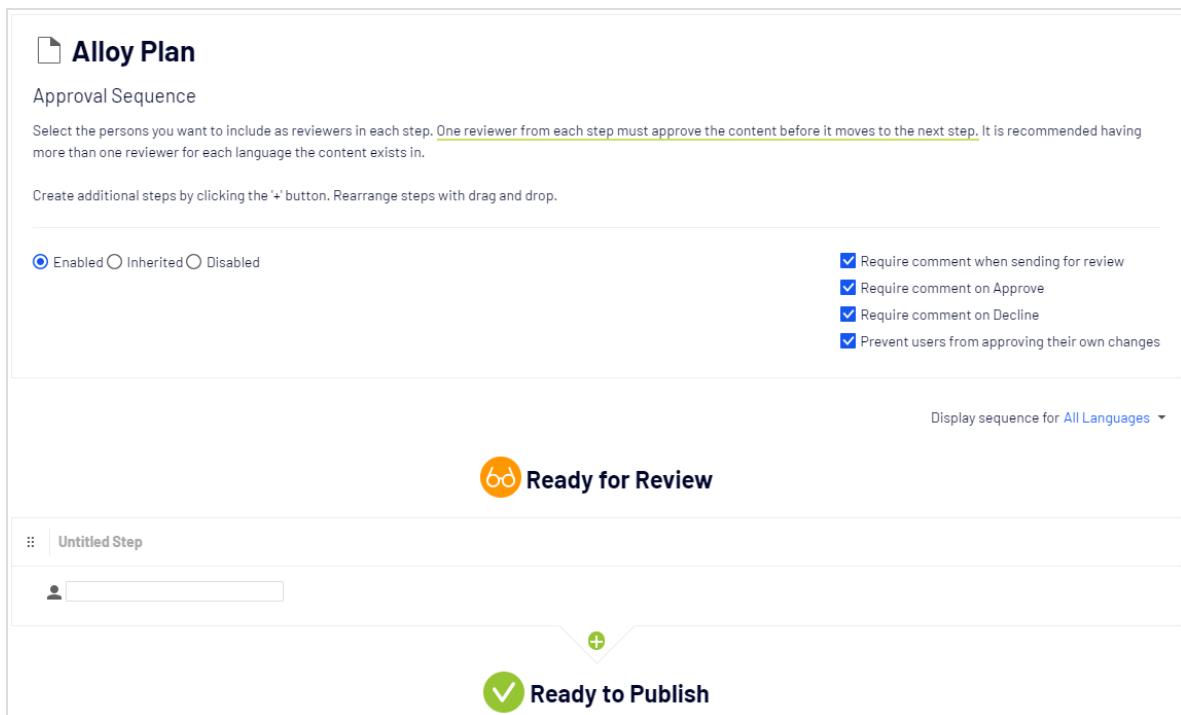 Alloy Plan
Approval Sequence
Select the persons you want to include as reviewers in each step. One reviewer from each step must approve the content before it moves to the next step. It is recommended having
more than one reviewer for each language the content exists in.
Create additional steps by clicking the '+' button. Rearrange steps with drag and drop.
Enabled Inherited Disabled
Require comment when sending for review
Require comment on Approve
Require comment on Decline
Prevent users from approving their own changes
Display sequence for All Languages
Ready for Review
Untitled Step
Ready to Publish